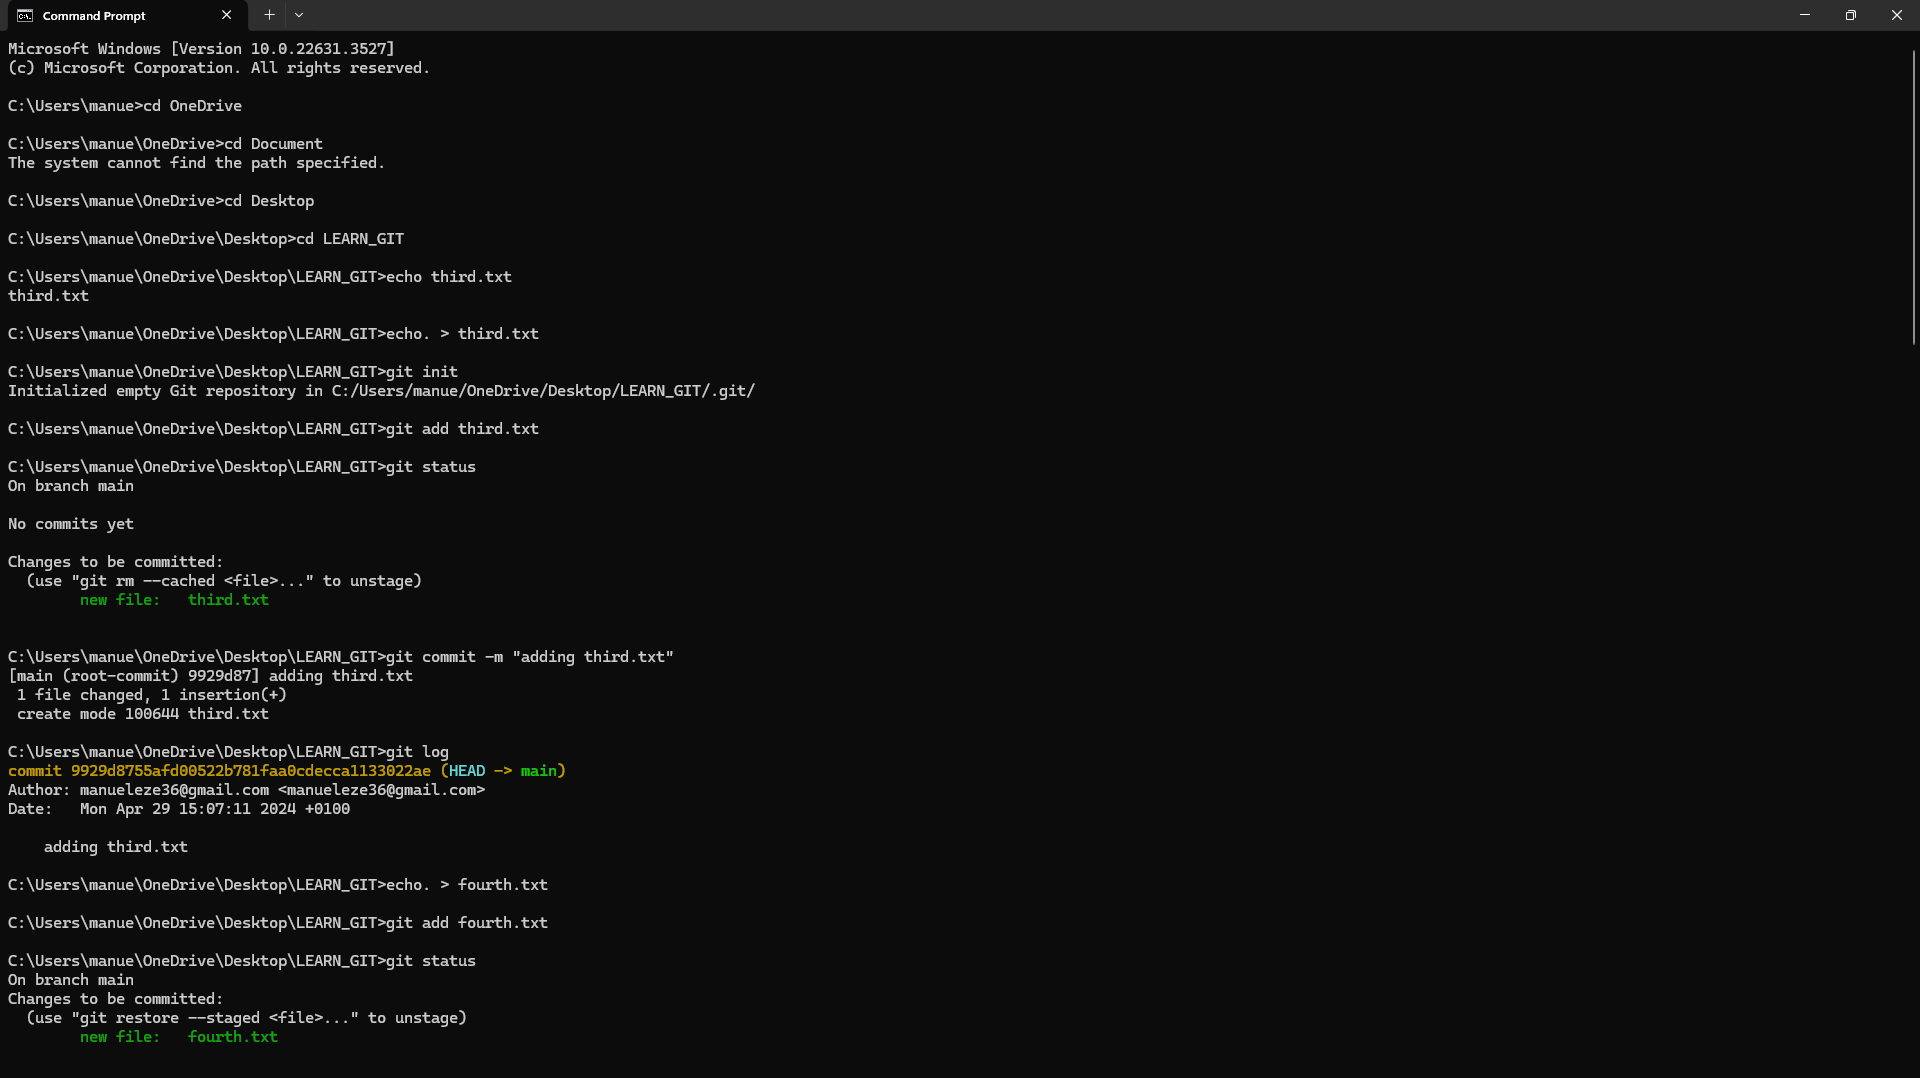 Command Prompt
Microsoft Windows [Version 10.0.22631.3527]
(c) Microsoft Corporation. All rights reserved.
C:\Users\manue>cd OneDrive
C:\Users\manue\OneDrive>cd Document
The system cannot find the path specified.
C:\Users\manue\OneDrive>cd Desktop
C:\Users\manue\OneDrive\Desktop>cd LEARN_GIT
C:\Users\manue\OneDrive\Desktop\LEARN_GIT>echo third.txt
third.txt
C:\Users\manue\OneDrive\Desktop\LEARN_GIT>echo. > third.txt
C:\Users\manue\OneDrive\Desktop\LEARN_GIT>git init
Initialized empty Git repository in C:/Users/manue/OneDrive/Desktop/LEARN_GIT/.git/
C:\Users\manue\OneDrive\Desktop\LEARN_GIT>git add third.txt
C:\Users\manue\OneDrive\Desktop\LEARN_GIT>git status
On branch main
No commits yet
Changes to be committed:
  (use "git rm --cached <file>..." to unstage)
        new file:   third.txt
C:\Users\manue\OneDrive\Desktop\LEARN_GIT>git commit -m "adding third.txt"
[main (root-commit) 9929d87] adding third.txt
 1 file changed, 1 insertion(+)
 create mode 100644 third.txt
C:\Users\manue\OneDrive\Desktop\LEARN_GIT>git log
commit 9929d8755afd00522b781faa0cdecca1133022ae (HEAD -> main)
Author: manueleze36@gmail.com <manueleze36@gmail.com>
Date:   Mon Apr 29 15:07:11 2024 +0100
    adding third.txt
C:\Users\manue\OneDrive\Desktop\LEARN_GIT>echo. > fourth.txt
C:\Users\manue\OneDrive\Desktop\LEARN_GIT>git add fourth.txt
C:\Users\manue\OneDrive\Desktop\LEARN_GIT>git status
On branch main
Changes to be committed:
  (use "git restore --staged <file>..." to unstage)
        new file:   fourth.txt